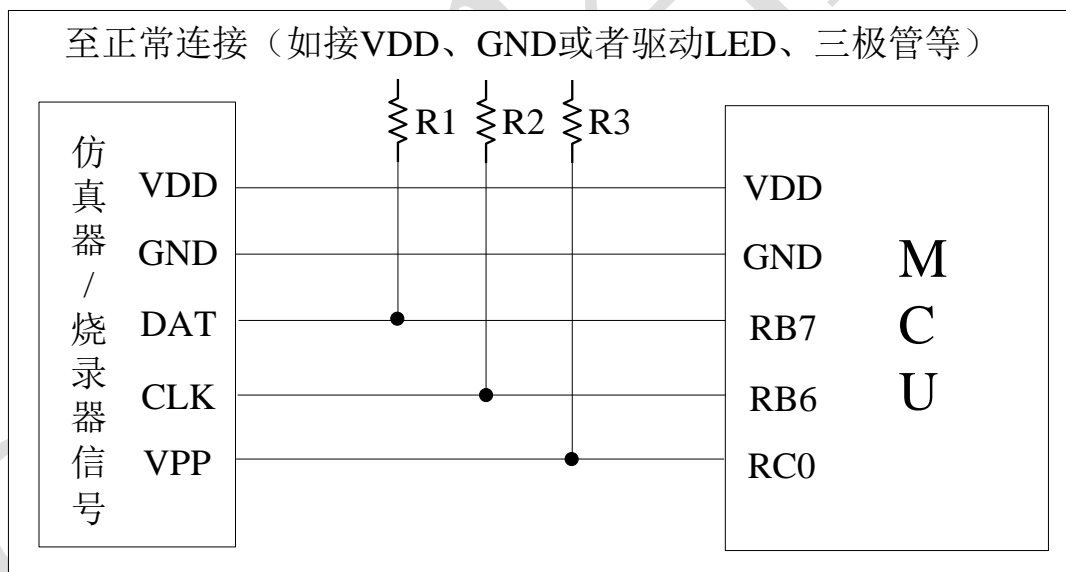 至正常连接（如接VDD、GND或者驱动LED、三极管等）
R1 R2 R3
仿真器/烧录器信号
VDD
GND
DAT
CLK
VPP
VDD
GND
RB7
RB6
RC0
MCU